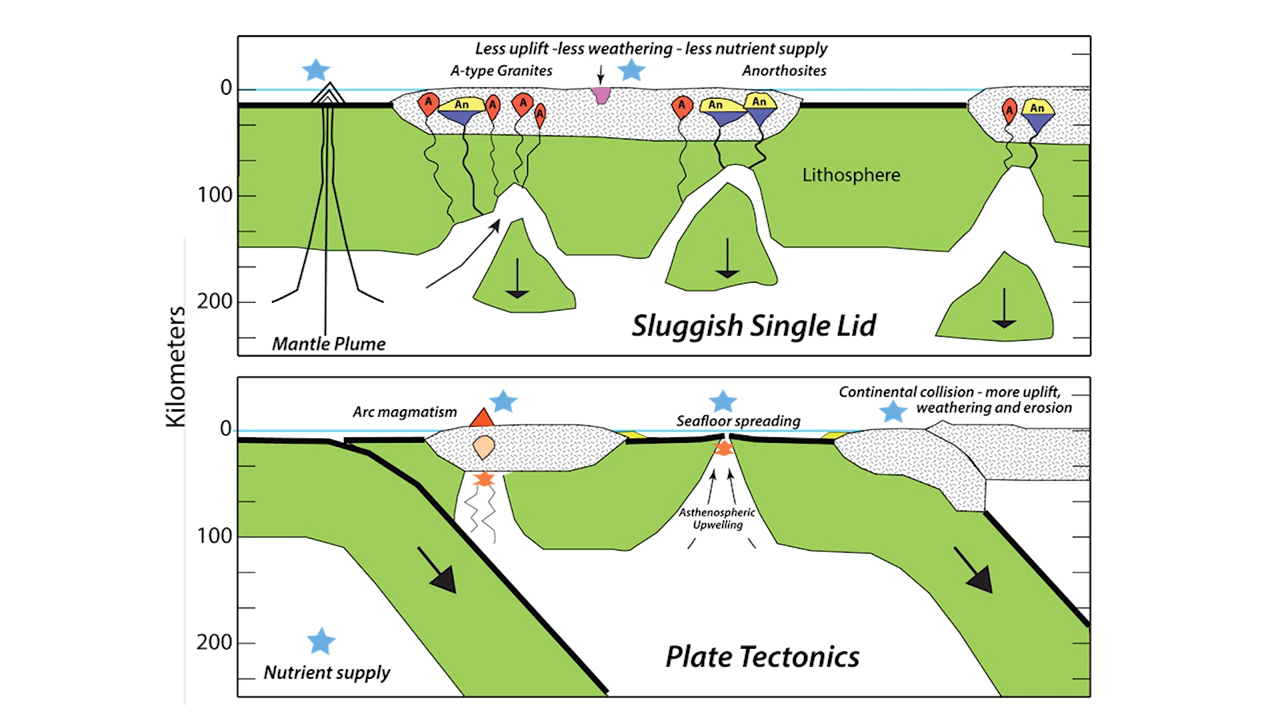 Less uplift -less weathering - less nutrient supply
A-type Granites
Anorthosites
0
A
An
A
A
A
A
An
An
A
An
Lithosphere
100
200
Sluggish Single Lid
Mantle Plume
Kilometers
Continental collision - more uplift,
weathering and erosion
Arc magmatism
Seafloor spreading
0
Asthenospheric
Upwelling
100
200
Plate Tectonics
Nutrient supply